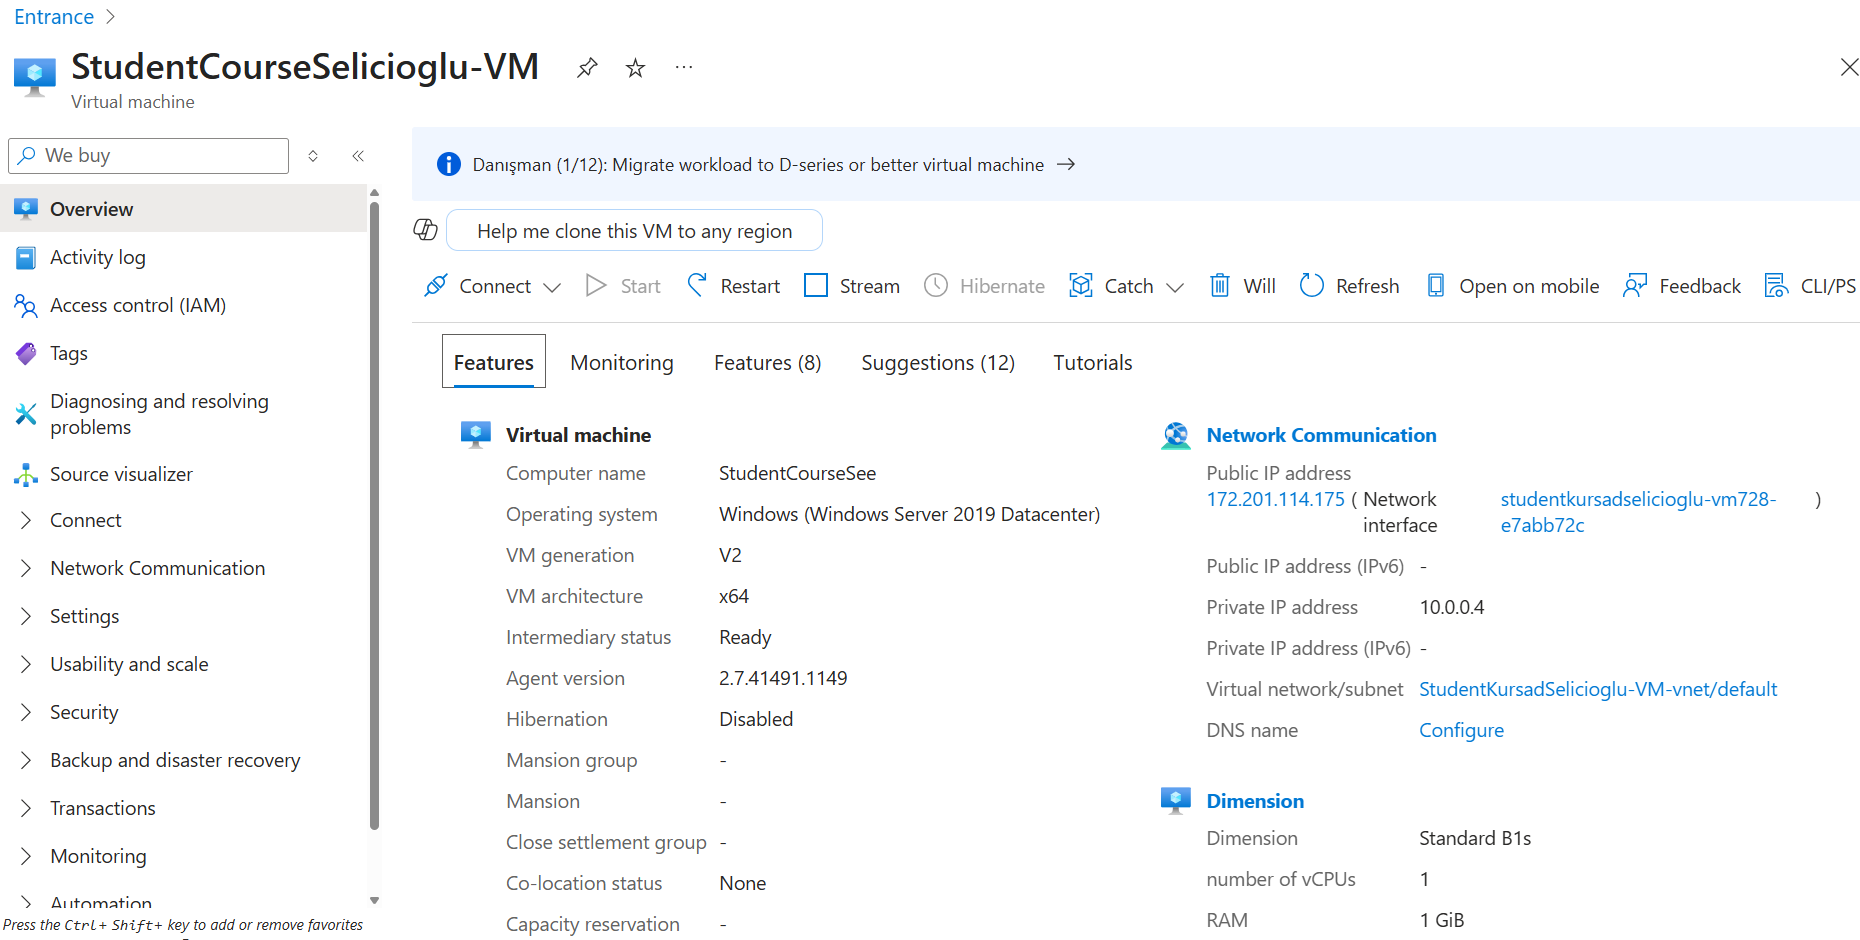 Entrance
StudentCourseSelicioglu-VM
Virtual machine
We buy
Overview
Activity log
Access control (IAM)
Tags
Diagnosing and resolving
problems
Source visualizer
Connect
Network Communication
Settings
Usability and scale
Security
Backup and disaster recovery
Transactions
Monitoring
Automation
Press the Ctrl+ Shift+ key to add or remove favorites
Danışman (1/12): Migrate workload to D-series or better virtual machine →
Help me clone this VM to any region
Connect Start Restart Stream Hibernate Catch Will Refresh Open on mobile Feedback CLI/PS
Features Monitoring Features (8) Suggestions (12) Tutorials
Virtual machine
Computer name StudentCourseSee
Operating system Windows (Windows Server 2019 Datacenter)
VM generation V2
VM architecture x64
Intermediary status Ready
Agent version 2.7.41491.1149
Hibernation Disabled
Mansion group -
Mansion -
Close settlement group -
Co-location status None
Capacity reservation -
Network Communication
Public IP address
172.201.114.175 ( Network studentkursadselicioglu-vm728- )
interface e7abb72c
Public IP address (IPv6) -
Private IP address 10.0.0.4
Private IP address (IPv6) -
Virtual network/subnet StudentKursadSelicioglu-VM-vnet/default
DNS name Configure
Dimension
Dimension Standard B1s
number of vCPUs 1
RAM 1 GiB